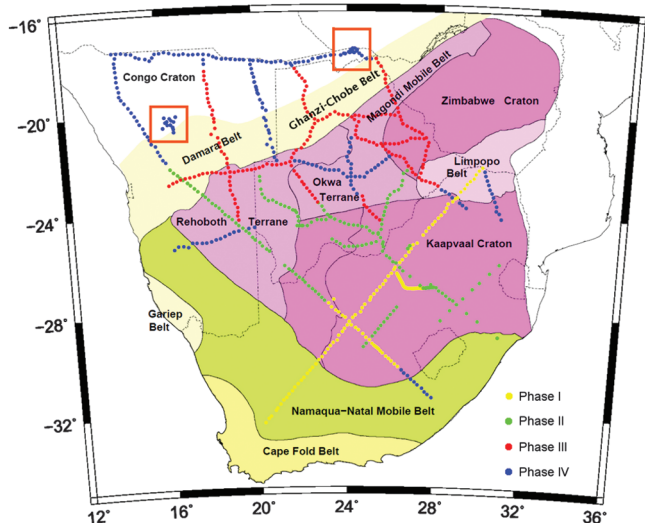 −16°
−20°
−24°
−28°
−32°
12°
16°
20°
24°
28°
32°
36°
Congo Craton
Ghanzi-Chobe Belt
Magondi Mobile Belt
Zimbabwe Craton
Damara Belt
Limpopo
Belt
Okwa
Terrane
Rehoboth Terrane
Kaapvaal Craton
Gariep
Belt
Namaqua-Natal Mobile Belt
Cape Fold Belt
Phase I
Phase II
Phase III
Phase IV